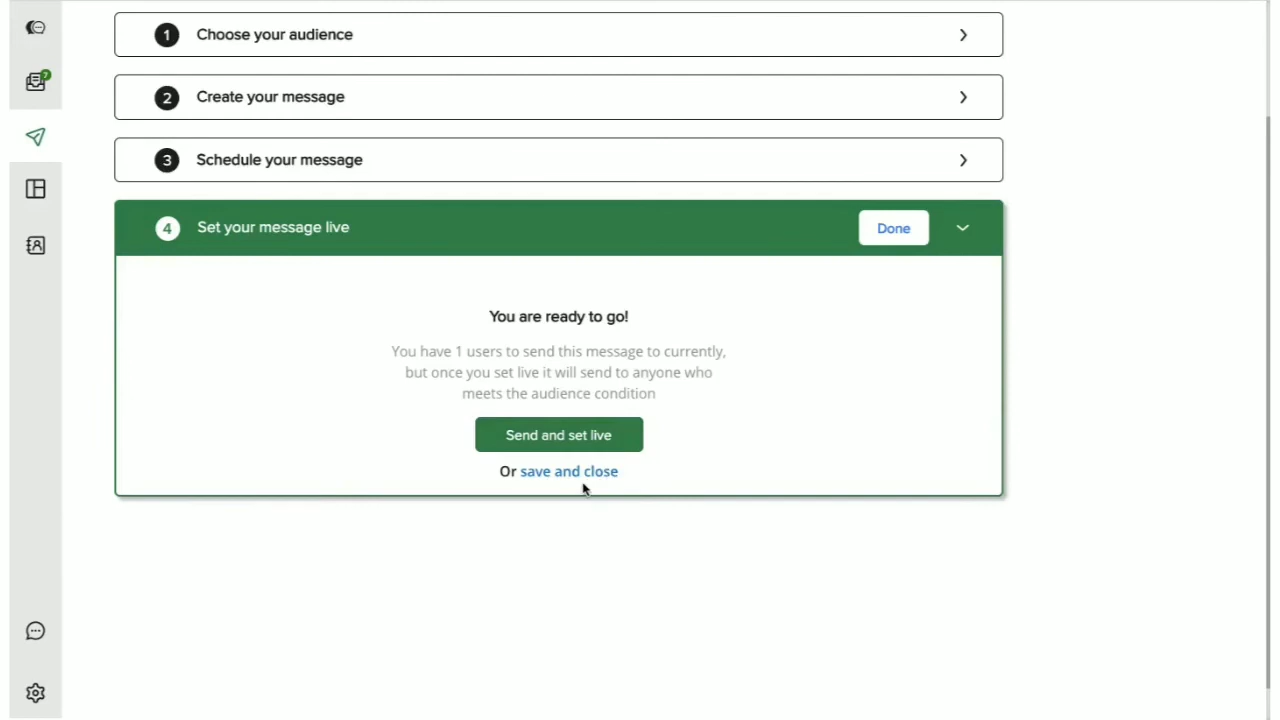 7
1 Choose your audience
2 Create your message
3 Schedule your message
4 Set your message live
Done
You are ready to go!
You have 1 users to send this message to currently,
but once you set live it will send to anyone who
meets the audience condition
Send and set live
Or save and close